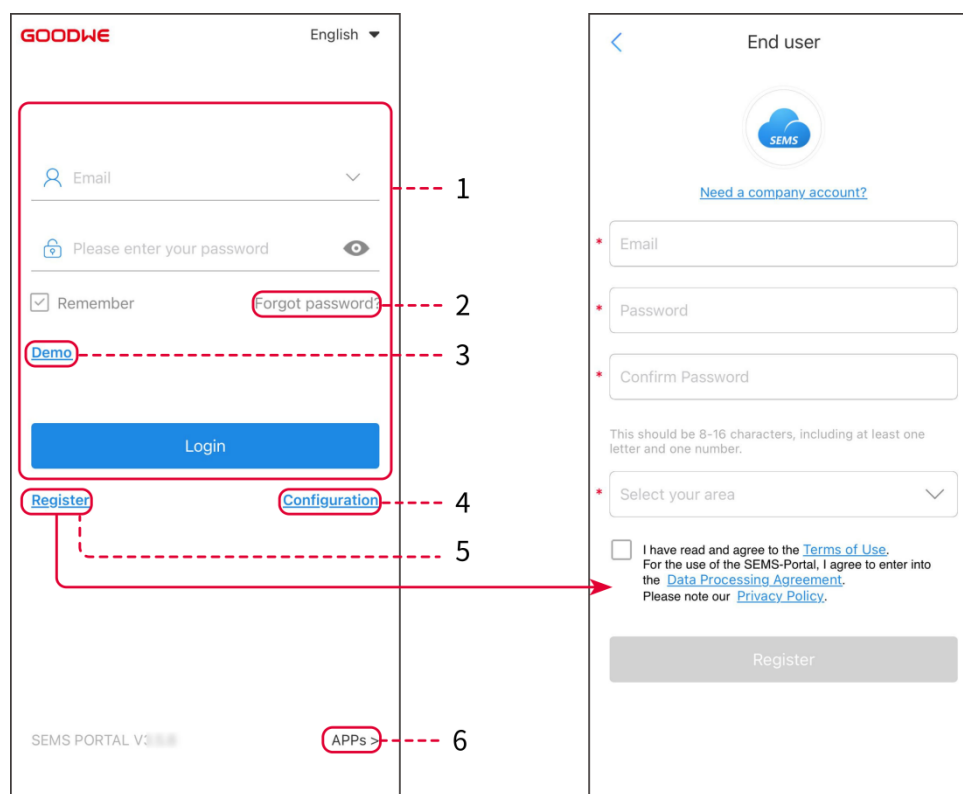 GOODWE
English
Email
1
Please enter your password
Remember
Forgot password?
2
Demo
3
Login
Register
Configuration
4
5
SEMS PORTAL
APPs >
6
End user
SEMS
Need a company account?
* Email
* Password
* Confirm Password
This should be 8-16 characters, including at least one
letter and one number.
* Select your area
I have read and agree to the Terms of Use.
For the use of the SEMS-Portal, I agree to enter into
the Data Processing Agreement.
Please note our Privacy Policy.
Register